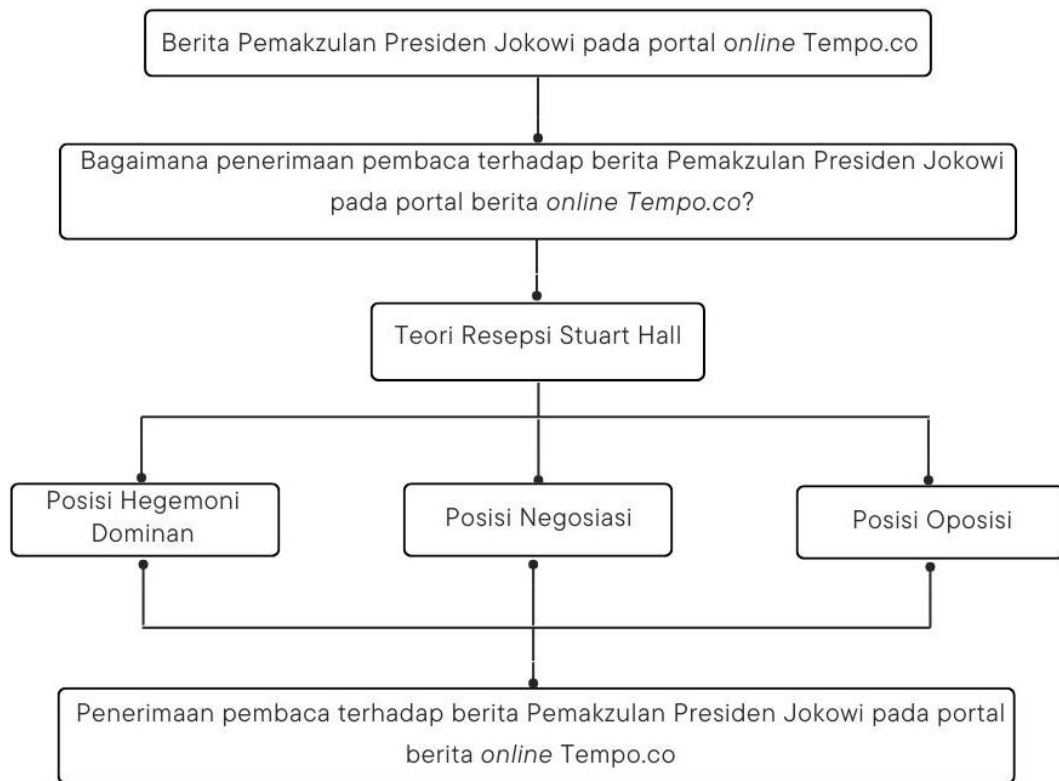 Berita Pemakzulan Presiden Jokowi pada portal online Tempo.co
Bagaimana penerimaan pembaca terhadap berita Pemakzulan Presiden Jokowi
pada portal berita online Tempo.co?
Teori Resepsi Stuart Hall
Posisi Hegemoni
Dominan
Posisi Negosiasi
Posisi Oposisi
Penerimaan pembaca terhadap berita Pemakzulan Presiden Jokowi pada portal
berita online Tempo.co